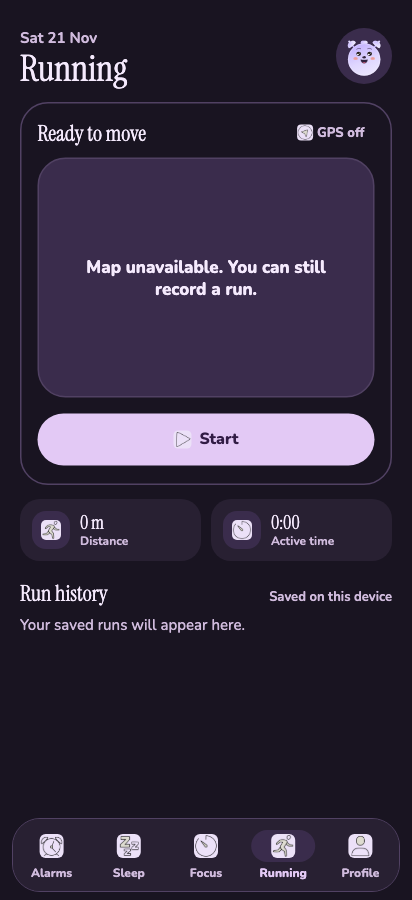 Sat 21 Nov
Running
Ready to move
GPS off
Map unavailable. You can still
record a run.
Start
0 m
Distance
0:00
Active time
Run history
Saved on this device
Your saved runs will appear here.
Alarms
Sleep
Focus
Running
Profile